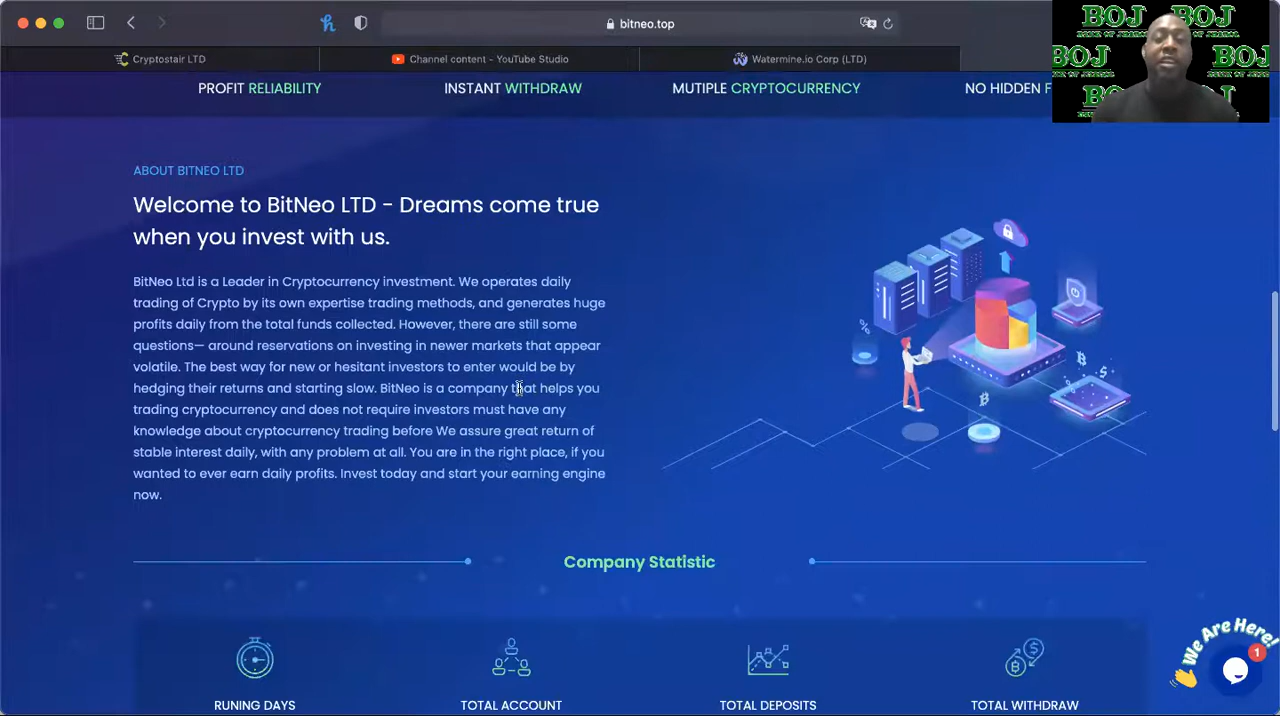 bitneo.top
Cryptostair LTD
Channel content - YouTube Studio
Watermine.io Corp (LTD)
BOJ BOJ
BOJ BOJ
PROFIT RELIABILITY
INSTANT WITHDRAW
MUTIPLE CRYPTOCURRENCY
NO HIDDEN
ABOUT BITNEO LTD
Welcome to BitNeo LTD - Dreams come true
when you invest with us.
BitNeo Ltd is a Leader in Cryptocurrency investment. We operates daily
trading of Crypto by its own expertise trading methods, and generates huge
profits daily from the total funds collected. However, there are still some
questions— around reservations on investing in newer markets that appear
volatile. The best way for new or hesitant investors to enter would be by
hedging their returns and starting slow. BitNeo is a company that helps you
trading cryptocurrency and does not require investors must have any
knowledge about cryptocurrency trading before We assure great return of
stable interest daily, with any problem at all. You are in the right place, if you
wanted to ever earn daily profits. Invest today and start your earning engine
now.
Company Statistic
We Are Here!
1
RUNING DAYS
TOTAL ACCOUNT
TOTAL DEPOSITS
TOTAL WITHDRAW